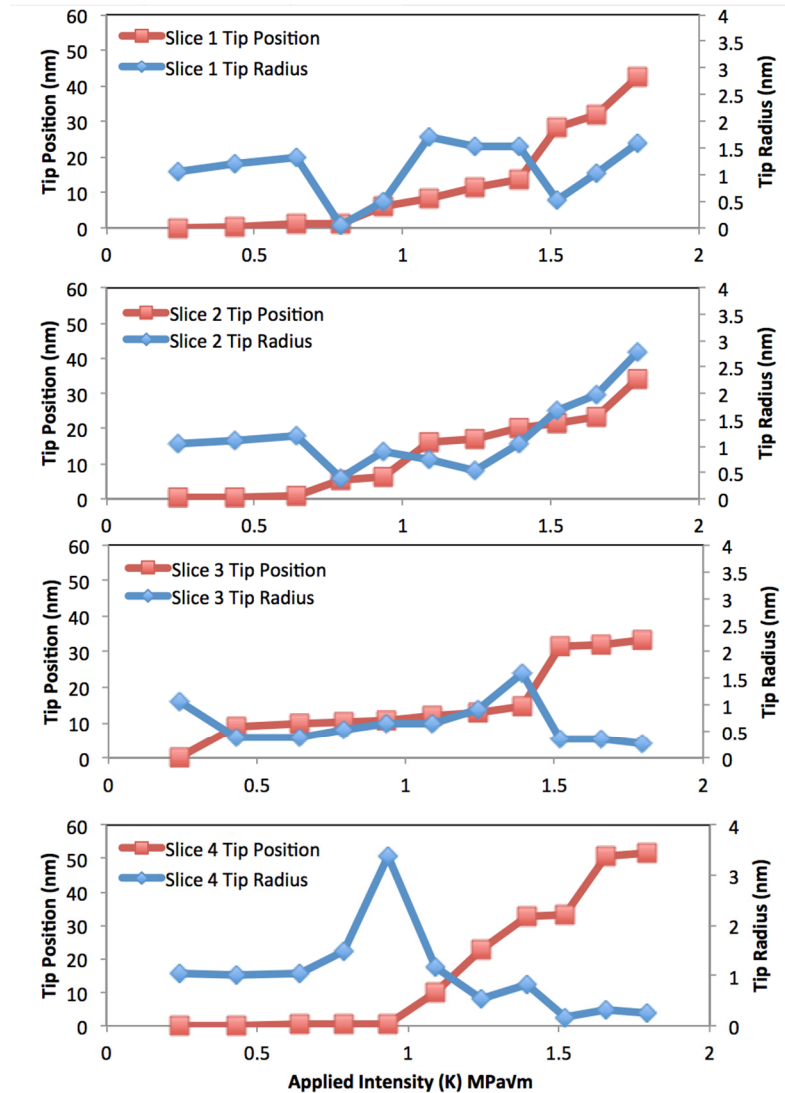 60
50
40
30
20
10
0
Tip Position (nm)
Slice 1 Tip Position
Slice 1 Tip Radius
4
3.5
3
2.5
2
1.5
1
0.5
0
Tip Radius (nm)
0 0.5 1 1.5 2
60
50
40
30
20
10
0
Tip Position (nm)
Slice 2 Tip Position
Slice 2 Tip Radius
4
3.5
3
2.5
2
1.5
1
0.5
0
Tip Radius (nm)
0 0.5 1 1.5 2
60
50
40
30
20
10
0
Tip Position (nm)
Slice 3 Tip Position
Slice 3 Tip Radius
4
3.5
3
2.5
2
1.5
1
0.5
0
Tip Radius (nm)
0 0.5 1 1.5 2
60
50
40
30
20
10
0
Tip Position (nm)
Slice 4 Tip Position
Slice 4 Tip Radius
4
3
2
1
0
Tip Radius (nm)
0 0.5 1 1.5 2
Applied Intensity (K) MPa√m